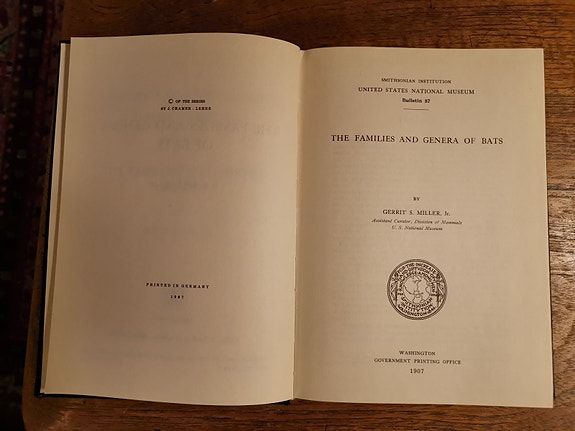 © OF THE SERIES
BY J. CRAMER - LEHRE
PRINTED IN GERMANY
1967
SMITHSONIAN INSTITUTION
UNITED STATES NATIONAL MUSEUM
Bulletin 57
THE FAMILIES AND GENERA OF BATS
BY
GERRIT S. MILLER, Jr.
Assistant Curator, Division of Mammals
U. S. National Museum
WASHINGTON
GOVERNMENT PRINTING OFFICE
1907